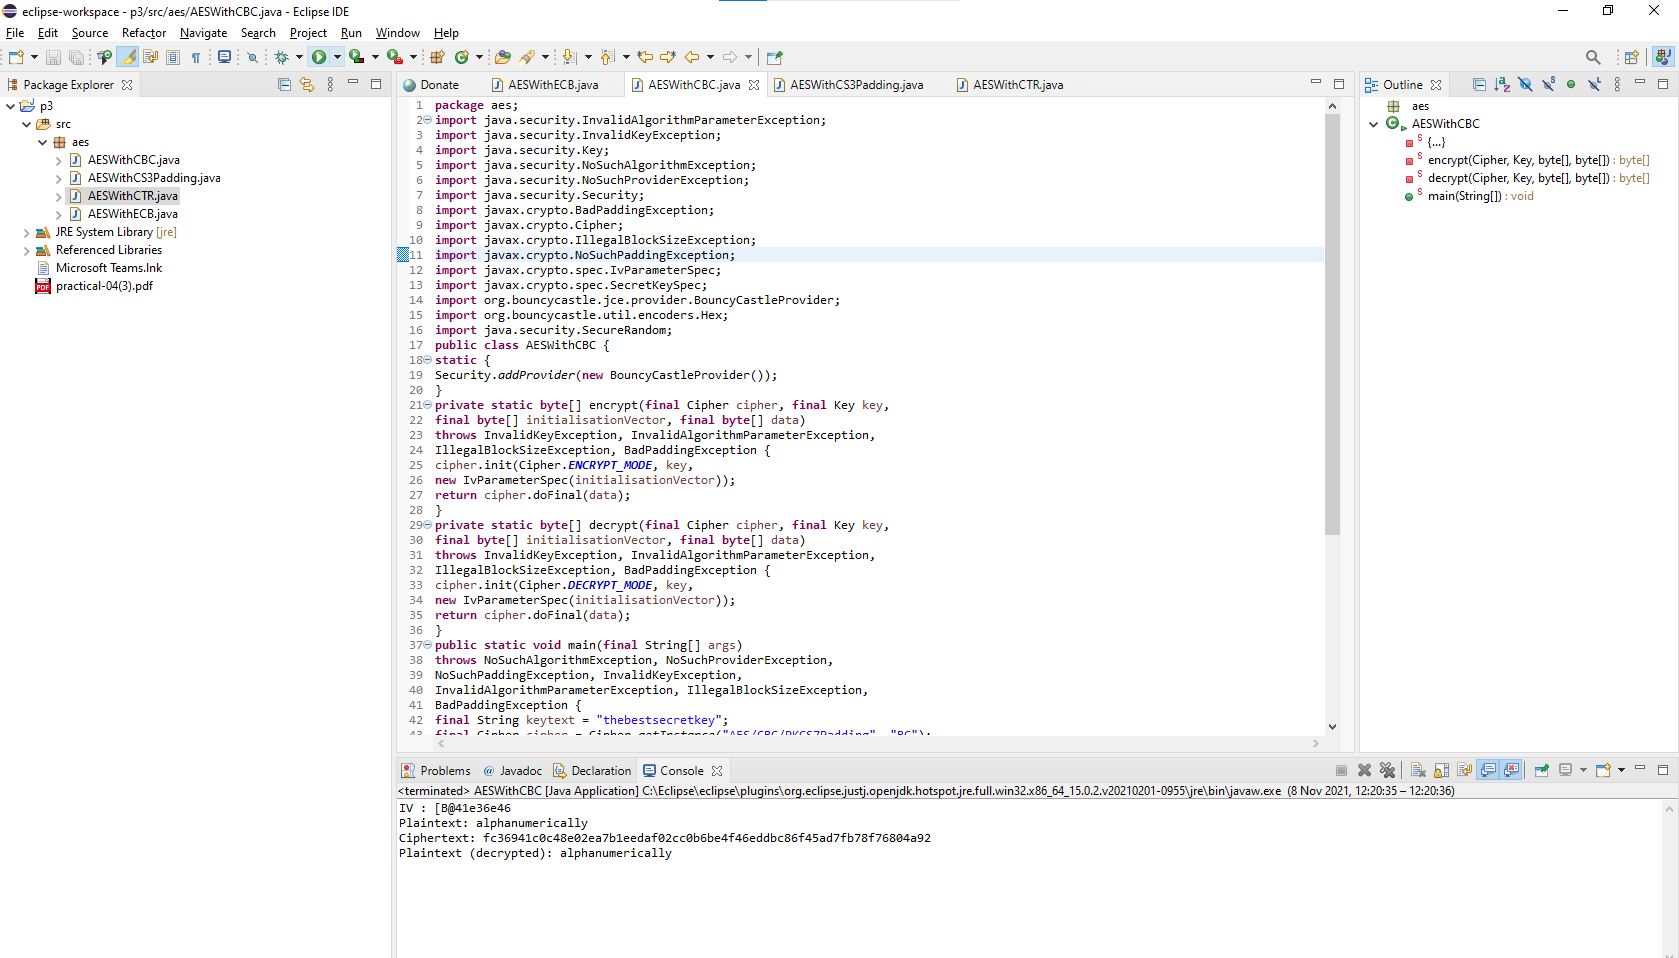 eclipse-workspace - p3/src/aes/AESWithCBC.java - Eclipse IDE
File Edit Source Refactor Navigate Search Project Run Window Help
Package Explorer
p3
src
aes
AESWithCBC.java
AESWithCS3Padding.java
AESWithCTR.java
AESWithECB.java
JRE System Library [jre]
Referenced Libraries
Microsoft Teams.lnk
practical-04(3).pdf
Donate AESWithECB.java AESWithCBC.java AESWithCS3Padding.java AESWithCTR.java
1 package aes;
2 import java.security.InvalidAlgorithmParameterException;
3 import java.security.InvalidKeyException;
4 import java.security.Key;
5 import java.security.NoSuchAlgorithmException;
6 import java.security.NoSuchProviderException;
7 import java.security.Security;
8 import javax.crypto.BadPaddingException;
9 import javax.crypto.Cipher;
10 import javax.crypto.IllegalBlockSizeException;
11 import javax.crypto.NoSuchPaddingException;
12 import javax.crypto.spec.IvParameterSpec;
13 import javax.crypto.spec.SecretKeySpec;
14 import org.bouncycastle.jce.provider.BouncyCastleProvider;
15 import org.bouncycastle.util.encoders.Hex;
16 import java.security.SecureRandom;
17 public class AESWithCBC {
18 static {
19 Security.addProvider(new BouncyCastleProvider());
20 }
21 private static byte[] encrypt(final Cipher cipher, final Key key,
22 final byte[] initialisationVector, final byte[] data)
23 throws InvalidKeyException, InvalidAlgorithmParameterException,
24 IllegalBlockSizeException, BadPaddingException {
25 cipher.init(Cipher.ENCRYPT_MODE, key,
26 new IvParameterSpec(initialisationVector));
27 return cipher.doFinal(data);
28 }
29 private static byte[] decrypt(final Cipher cipher, final Key key,
30 final byte[] initialisationVector, final byte[] data)
31 throws InvalidKeyException, InvalidAlgorithmParameterException,
32 IllegalBlockSizeException, BadPaddingException {
33 cipher.init(Cipher.DECRYPT_MODE, key,
34 new IvParameterSpec(initialisationVector));
35 return cipher.doFinal(data);
36 }
37 public static void main(final String[] args)
38 throws NoSuchAlgorithmException, NoSuchProviderException,
39 NoSuchPaddingException, InvalidKeyException,
40 InvalidAlgorithmParameterException, IllegalBlockSizeException,
41 BadPaddingException {
42 final String keytext = "thebestsecretkey";
43 final Cipher cipher = Cipher.getInstance("AES/CBC/PKCS7Padding", "BC");
Outline
aes
AESWithCBC
{...}
encrypt(Cipher, Key, byte[], byte[]) : byte[]
decrypt(Cipher, Key, byte[], byte[]) : byte[]
main(String[]) : void
Problems Javadoc Declaration Console
<terminated> AESWithCBC [Java Application] C:\Eclipse\eclipse\plugins\org.eclipse.justj.openjdk.hotspot.jre.full.win32.x86_64_15.0.2.v20210201-0955\jre\bin\javaw.exe (8 Nov 2021, 12:20:35 – 12:20:36)
IV : [B@41e36e46
Plaintext: alphanumerically
Ciphertext: fc36941c0c48e02ea7b1eedaf02cc0b6be4f46eddbc86f45ad7fb78f76804a92
Plaintext (decrypted): alphanumerically